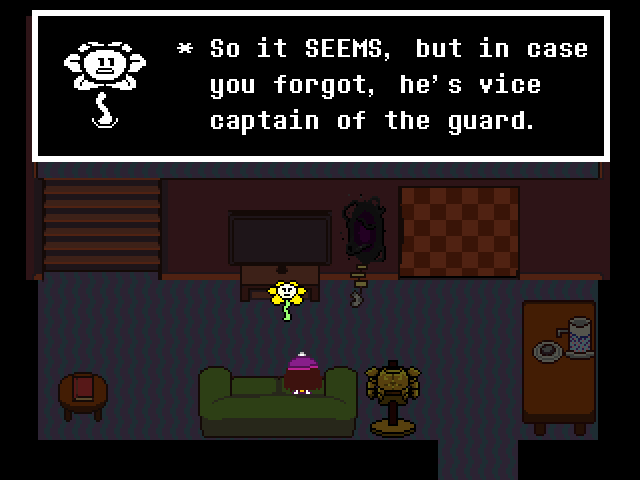 * So it SEEMS, but in case
you forgot, he's vice
captain of the guard.